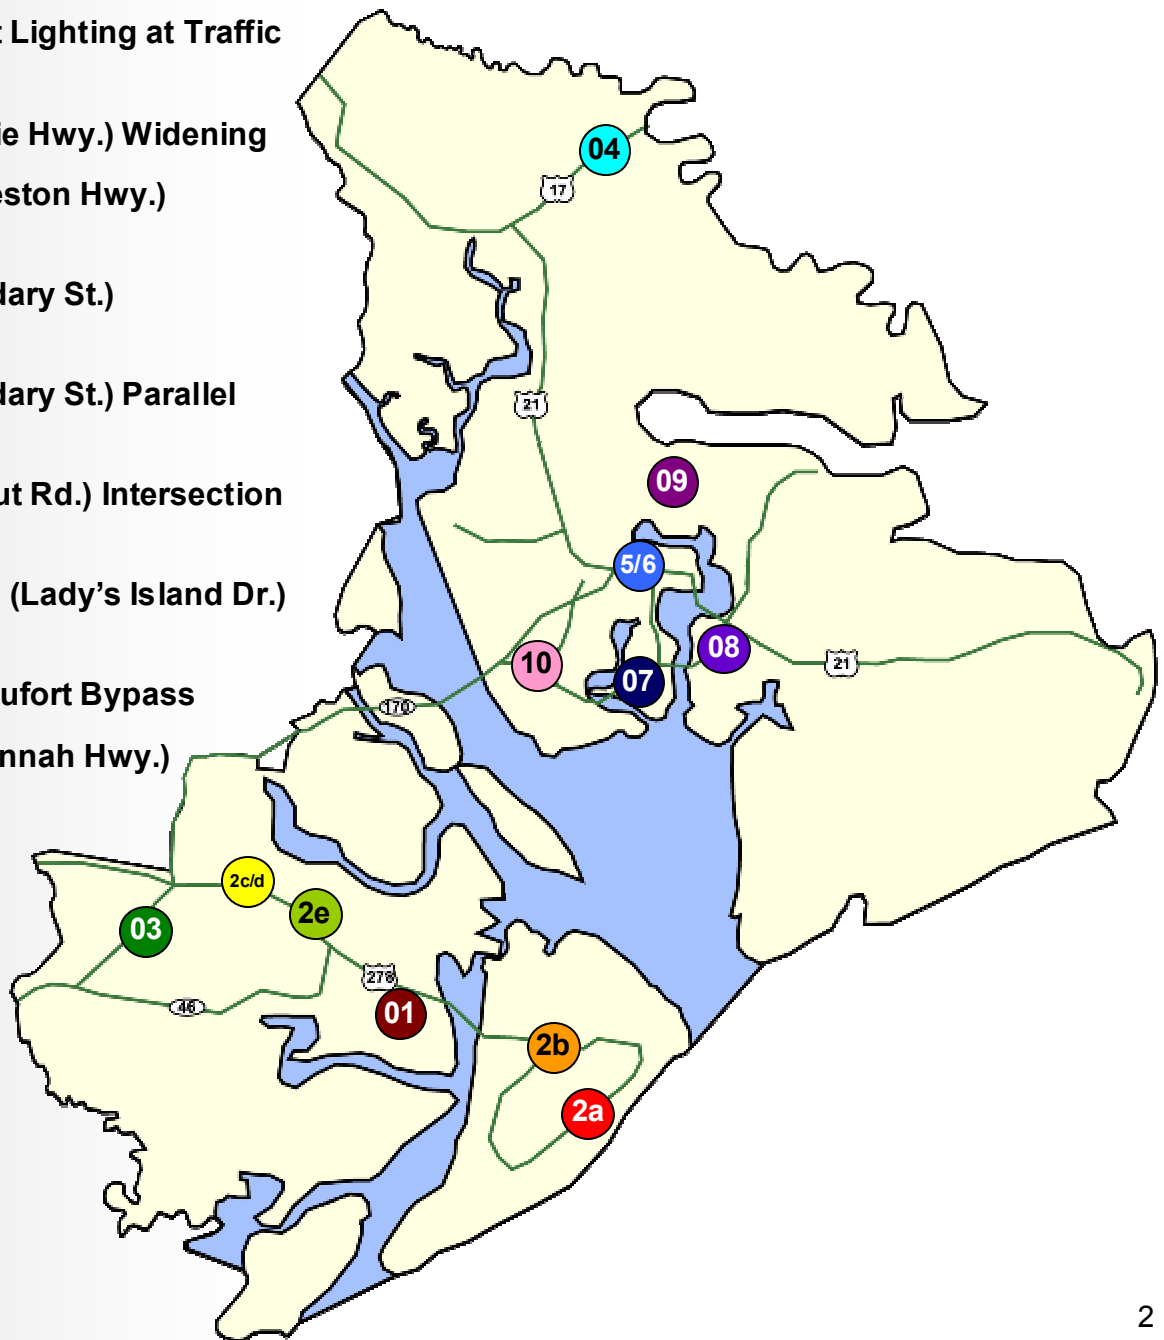 t Lighting at Traffic
ie Hwy.) Widening
eston Hwy.)
dary St.)
dary St.) Parallel
ut Rd.) Intersection
(Lady's Island Dr.)
ufort Bypass
nnah Hwy.)
04
17
21
09
5/6
10
07
08
21
170
2c/d
2e
03
278
46
01
2b
2a
2